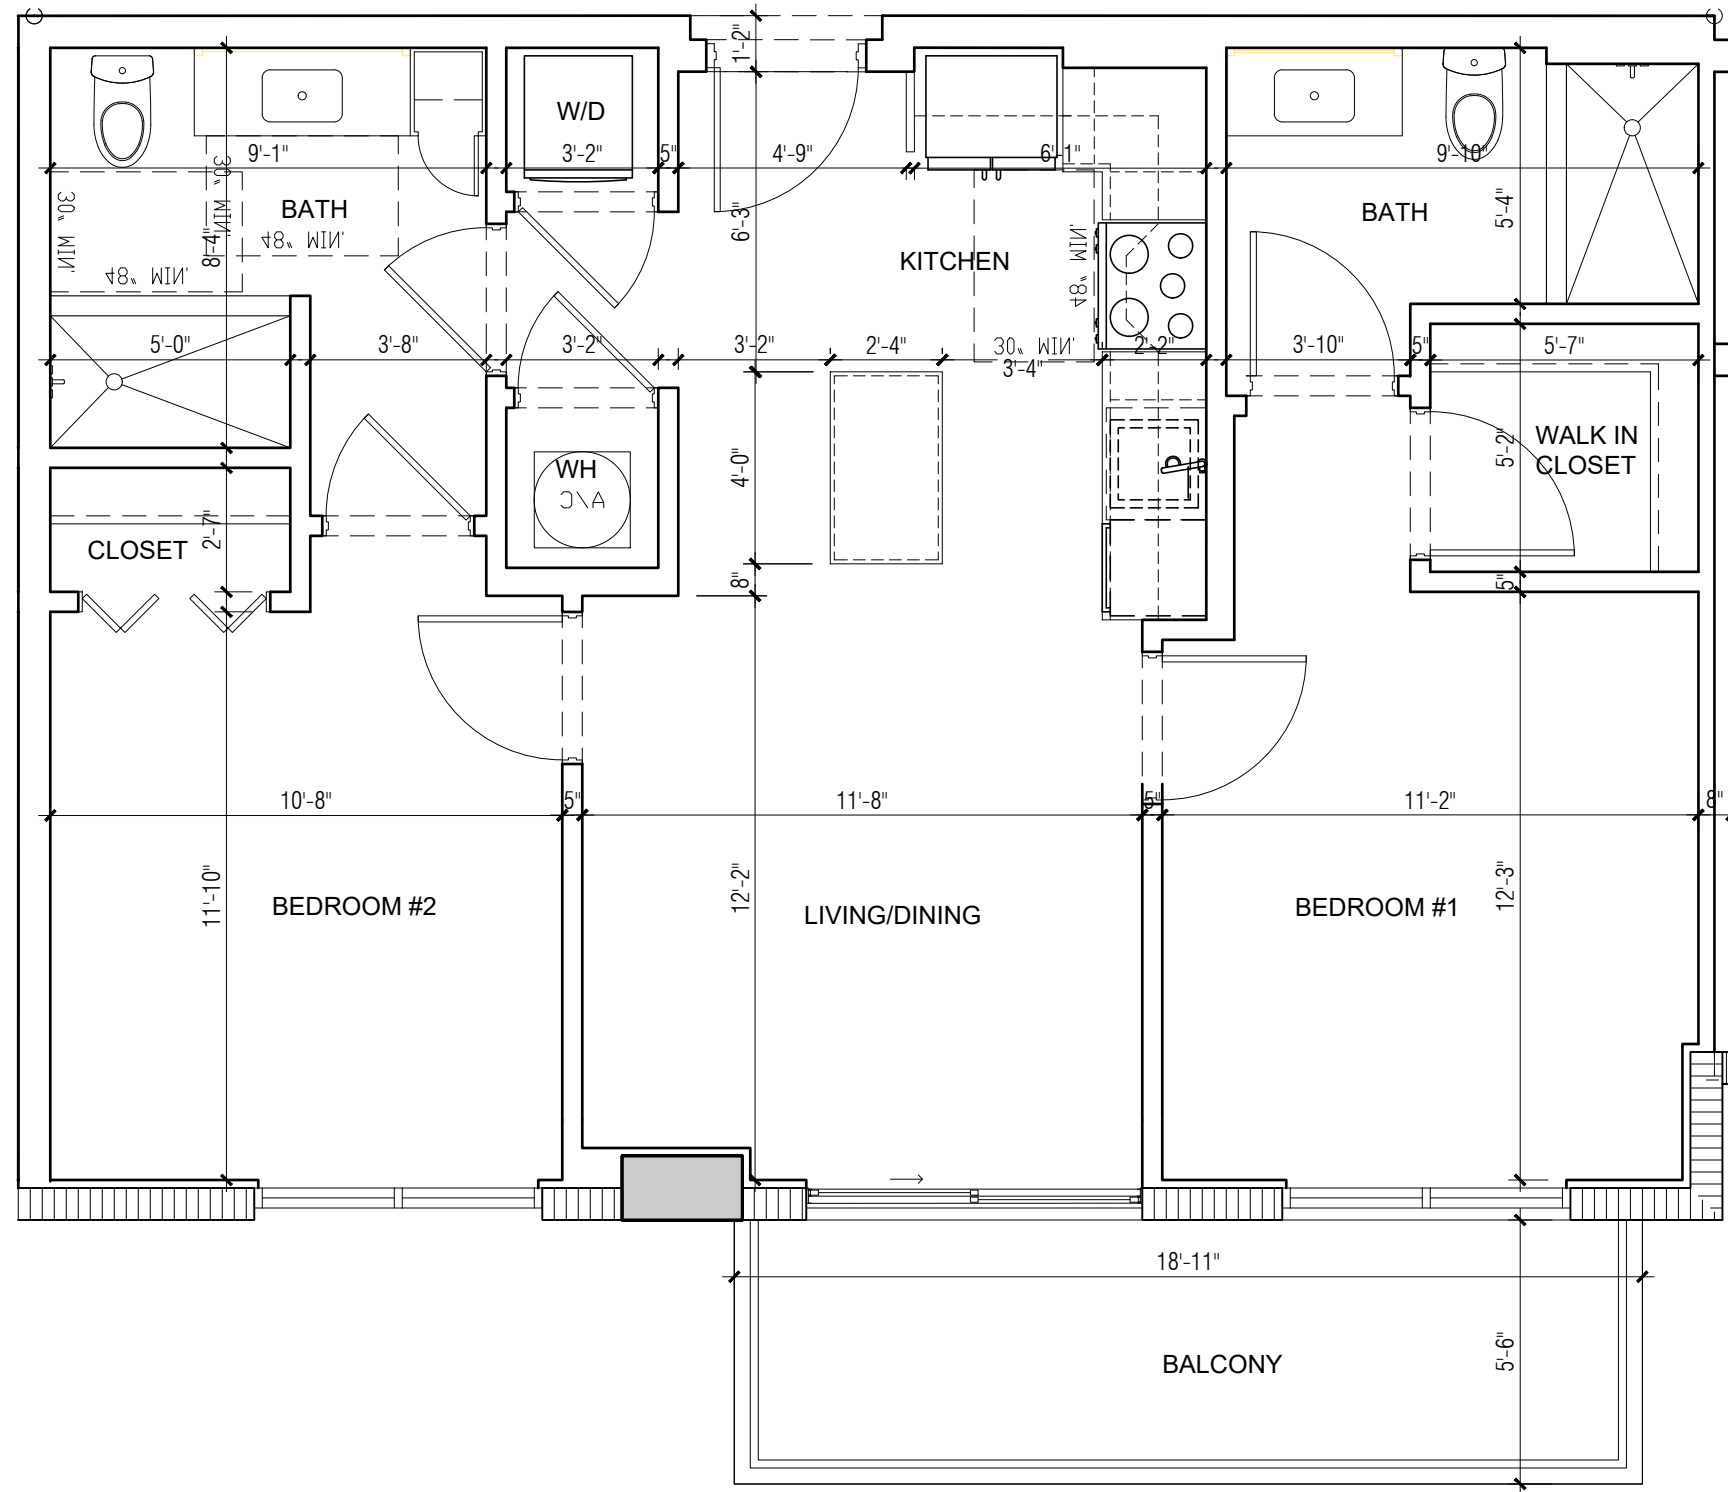 1'-2"
W/D
9'-1"
3'-2"
5"
4'-9"
6'-1"
9'-10"
30" MIN.
30" MIN.
BATH
48" MIN.
8'-4"
48" MIN.
6'-3"
KITCHEN
48" MIN.
BATH
5'-4"
5'-0"
3'-8"
3'-2"
3'-2"
2'-4"
30" MIN.
3'-4"
2'-2"
3'-10"
5"
5'-7"
WALK IN
CLOSET
5'-2"
WH
A/C
4'-0"
2'-7"
CLOSET
8"
5"
10'-8"
5"
11'-8"
5"
11'-2"
8"
11'-10"
BEDROOM #2
12'-2"
LIVING/DINING
BEDROOM #1
12'-3"
18'-11"
BALCONY
5'-6"